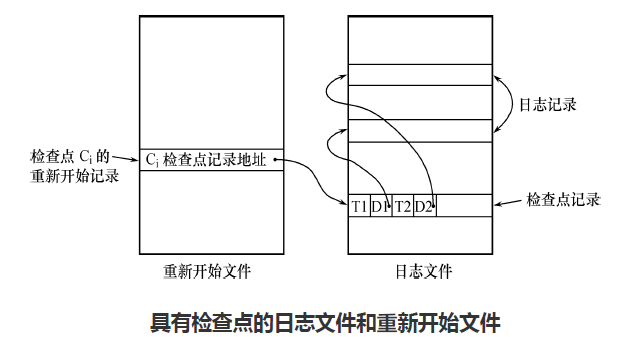 日志记录
检查点 Ci 的
重新开始记录
Ci 检查点记录地址
T1 D1 T2 D2
检查点记录
重新开始文件
日志文件
具有检查点的日志文件和重新开始文件